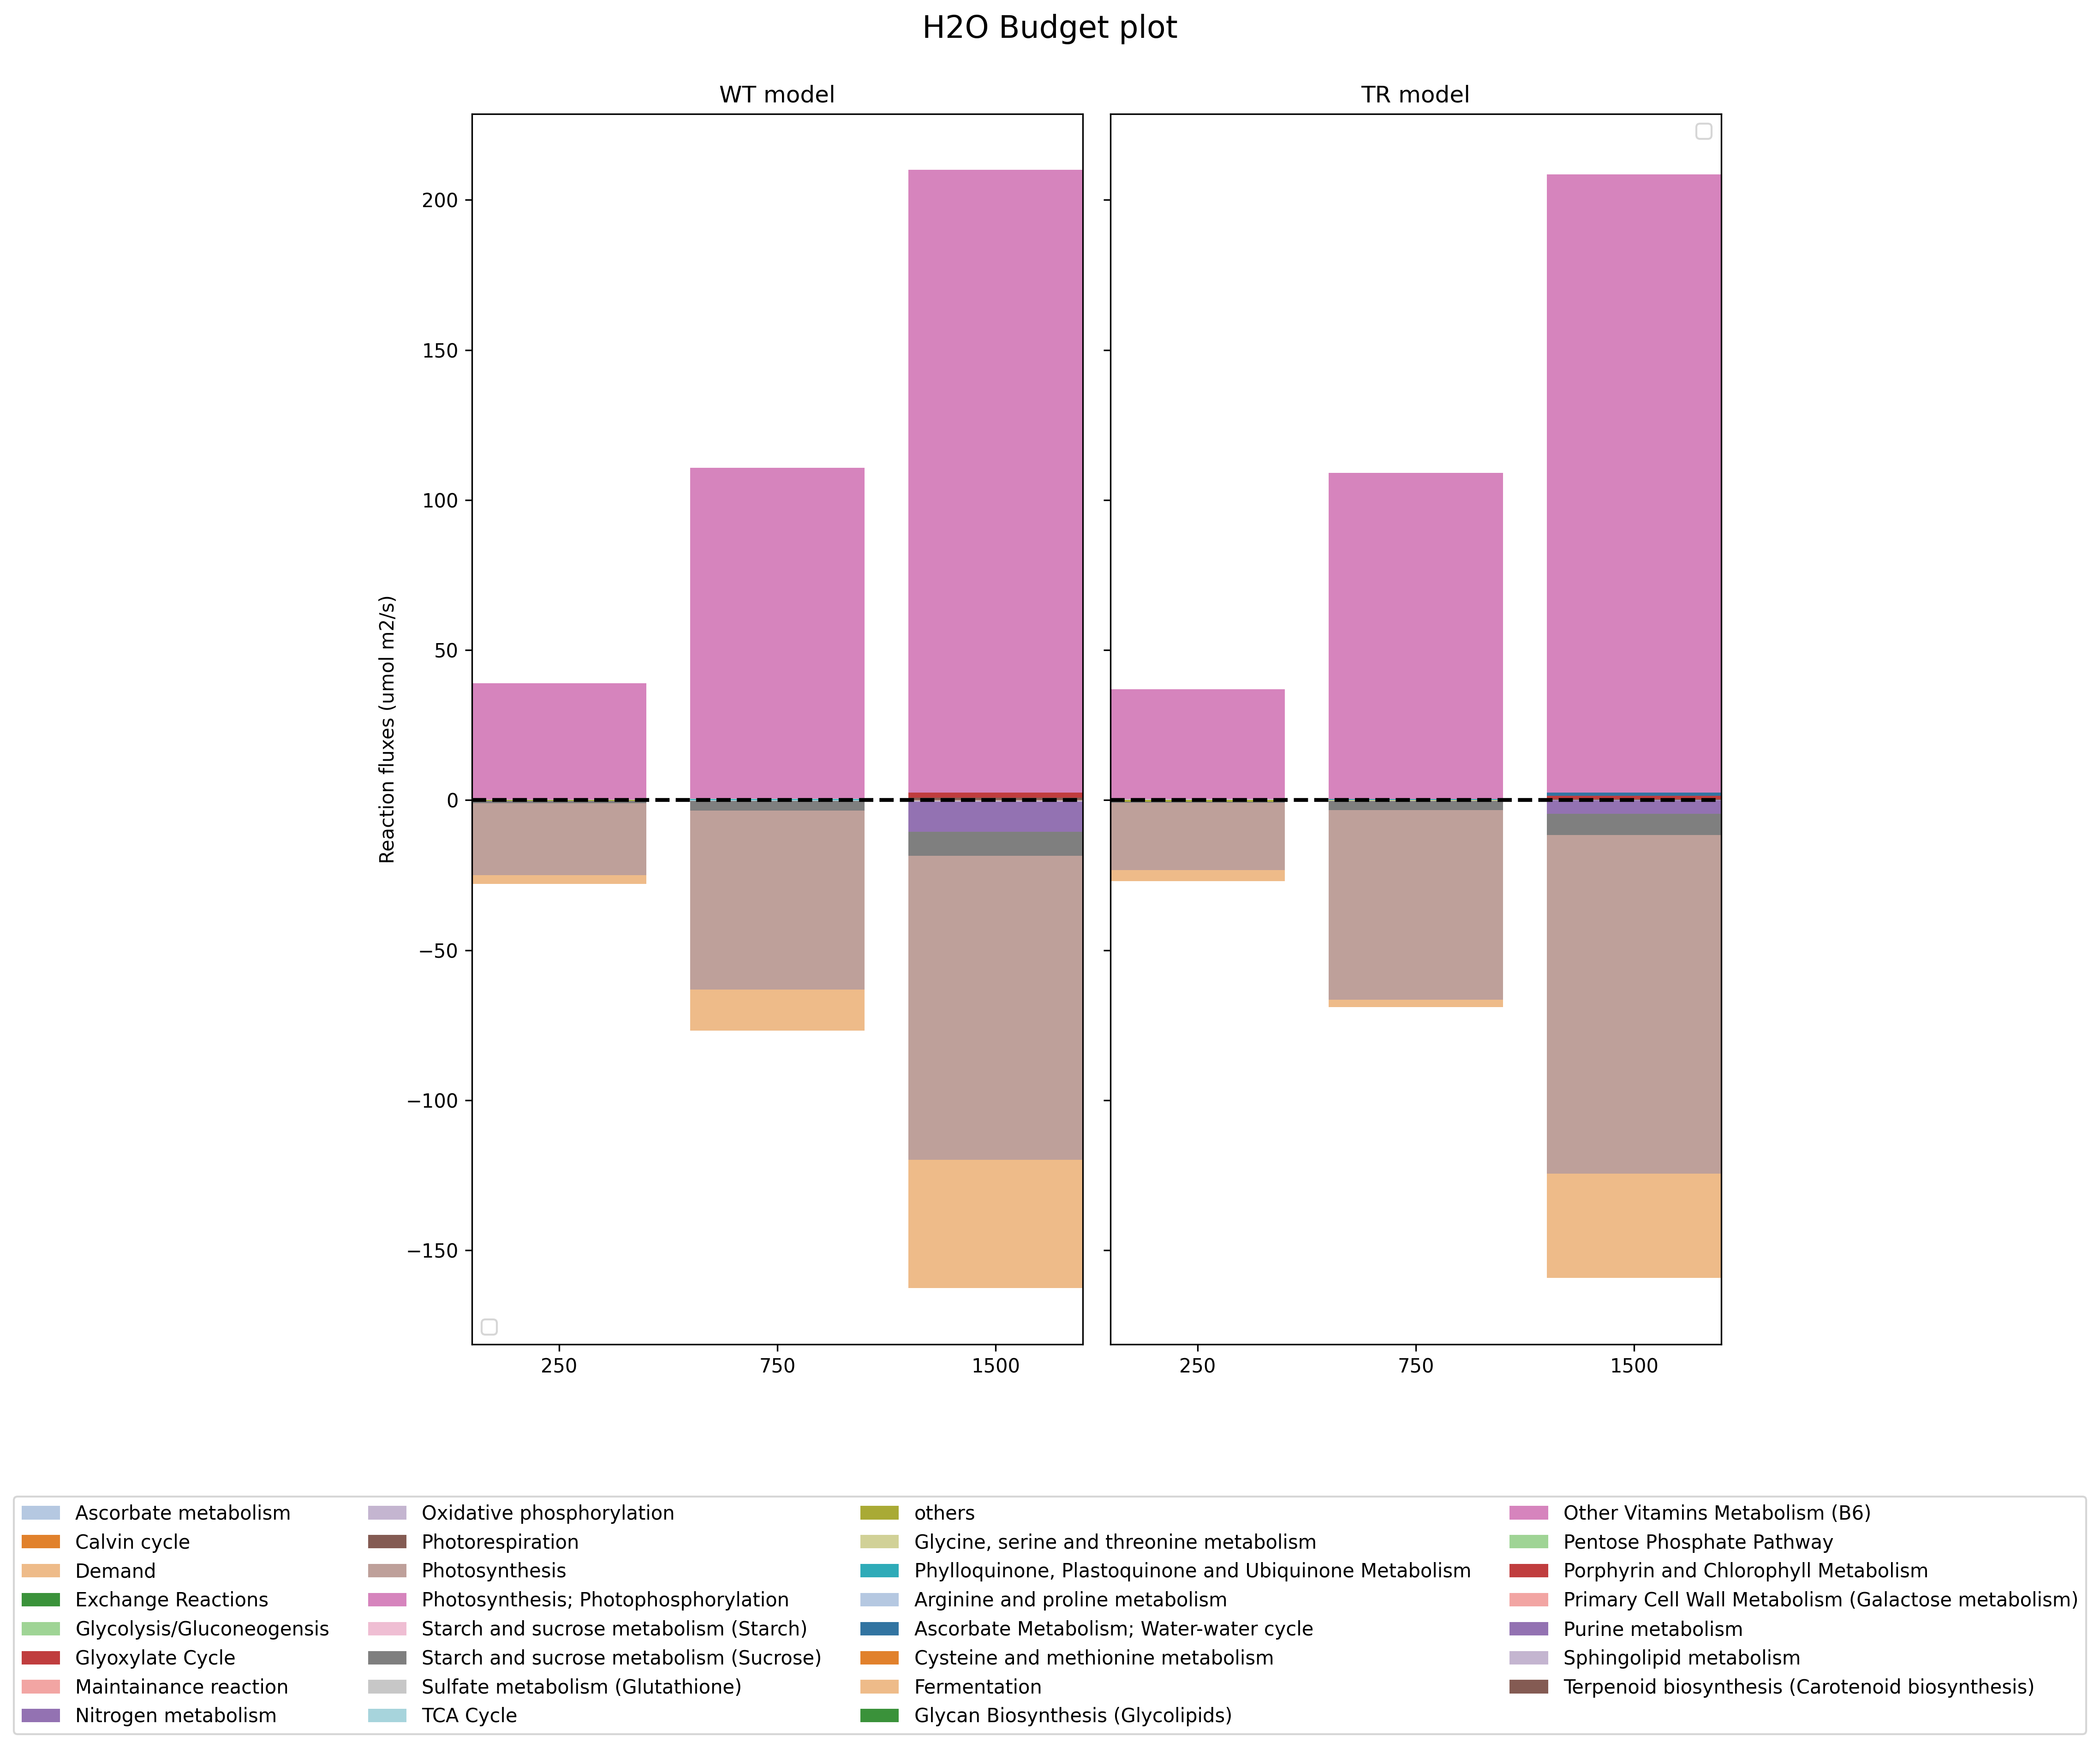 H2O Budget plot
WT model
TR model
Reaction fluxes (umol m2/s)
200
150
100
50
0
−50
−100
−150
250
750
1500
250
750
1500
Ascorbate metabolism
Calvin cycle
Demand
Exchange Reactions
Glycolysis/Gluconeogensis
Glyoxylate Cycle
Maintainance reaction
Nitrogen metabolism
Oxidative phosphorylation
Photorespiration
Photosynthesis
Photosynthesis; Photophosphorylation
Starch and sucrose metabolism (Starch)
Starch and sucrose metabolism (Sucrose)
Sulfate metabolism (Glutathione)
TCA Cycle
others
Glycine, serine and threonine metabolism
Phylloquinone, Plastoquinone and Ubiquinone Metabolism
Arginine and proline metabolism
Ascorbate Metabolism; Water-water cycle
Cysteine and methionine metabolism
Fermentation
Glycan Biosynthesis (Glycolipids)
Other Vitamins Metabolism (B6)
Pentose Phosphate Pathway
Porphyrin and Chlorophyll Metabolism
Primary Cell Wall Metabolism (Galactose metabolism)
Purine metabolism
Sphingolipid metabolism
Terpenoid biosynthesis (Carotenoid biosynthesis)